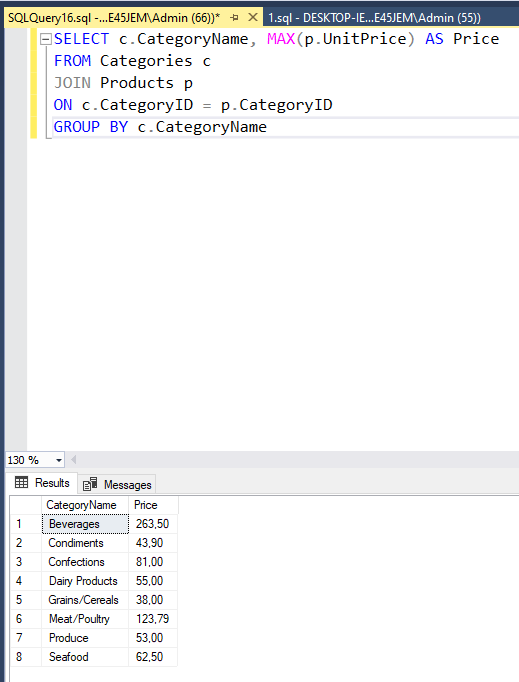 SQLQuery16.sql -...E45JEM\Admin (66))* 1.sql - DESKTOP-IE...E45JEM\Admin (55))
SELECT c.CategoryName, MAX(p.UnitPrice) AS Price
FROM Categories c
JOIN Products p
ON c.CategoryID = p.CategoryID
GROUP BY c.CategoryName
130 %
Results Messages
CategoryName Price
1 Beverages 263,50
2 Condiments 43,90
3 Confections 81,00
4 Dairy Products 55,00
5 Grains/Cereals 38,00
6 Meat/Poultry 123,79
7 Produce 53,00
8 Seafood 62,50